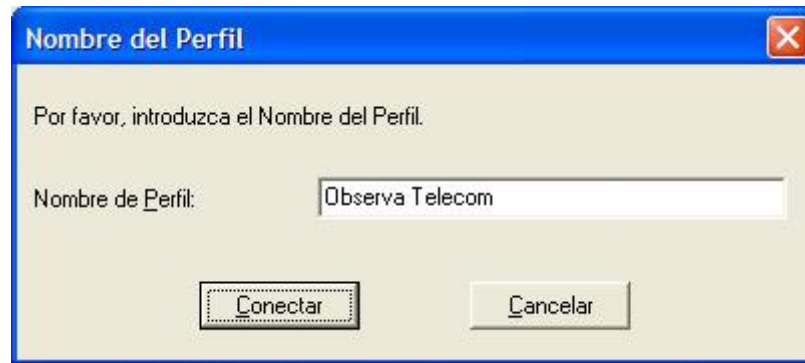 Nombre del Perfil
Por favor, introduzca el Nombre del Perfil.
Nombre de Perfil: Observa Telecom
Conectar Cancelar